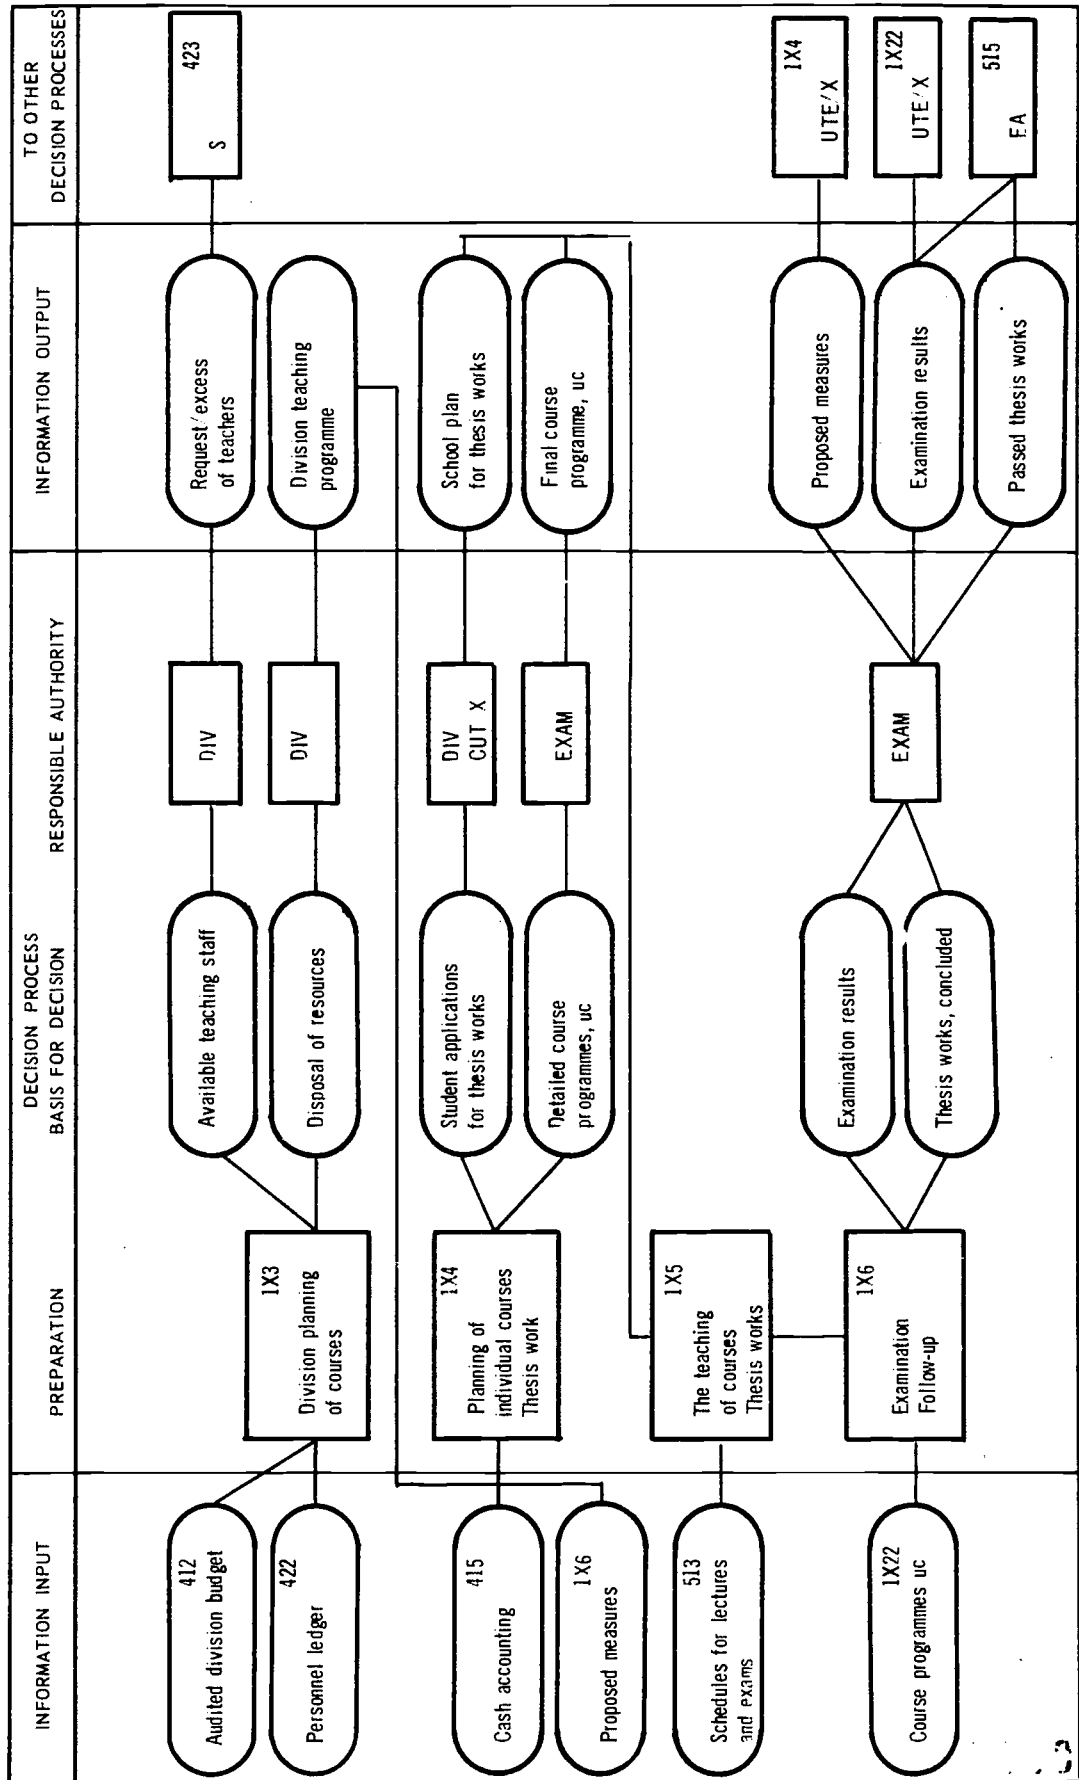 INFORMATION INPUT
PREPARATION
DECISION PROCESS
BASIS FOR DECISION
RESPONSIBLE AUTHORITY
INFORMATION OUTPUT
TO OTHER
DECISION PROCESSES
412
Audited division budget
422
Personnel ledger
1X3
Division planning
of courses
Available teaching staff
Disposal of resources
DIV
DIV
Request/excess
of teachers
Division teaching
programme
423
S
415
Cash accounting
1X6
Proposed measures
1X4
Planning of
individual courses
Thesis work
Student applications
for thesis works
Detailed course
programmes, uc
DIV
CUT X
EXAM
School plan
for thesis works
Final course
programme, uc
513
Schedules for lectures
and exams
1X5
The teaching
of courses
Thesis works
1X22
Course programmes uc
1X6
Examination
Follow-up
Examination results
Thesis works, concluded
EXAM
Proposed measures
Examination results
Passed thesis works
1X4
UTE/X
1X22
UTE/X
515
EA